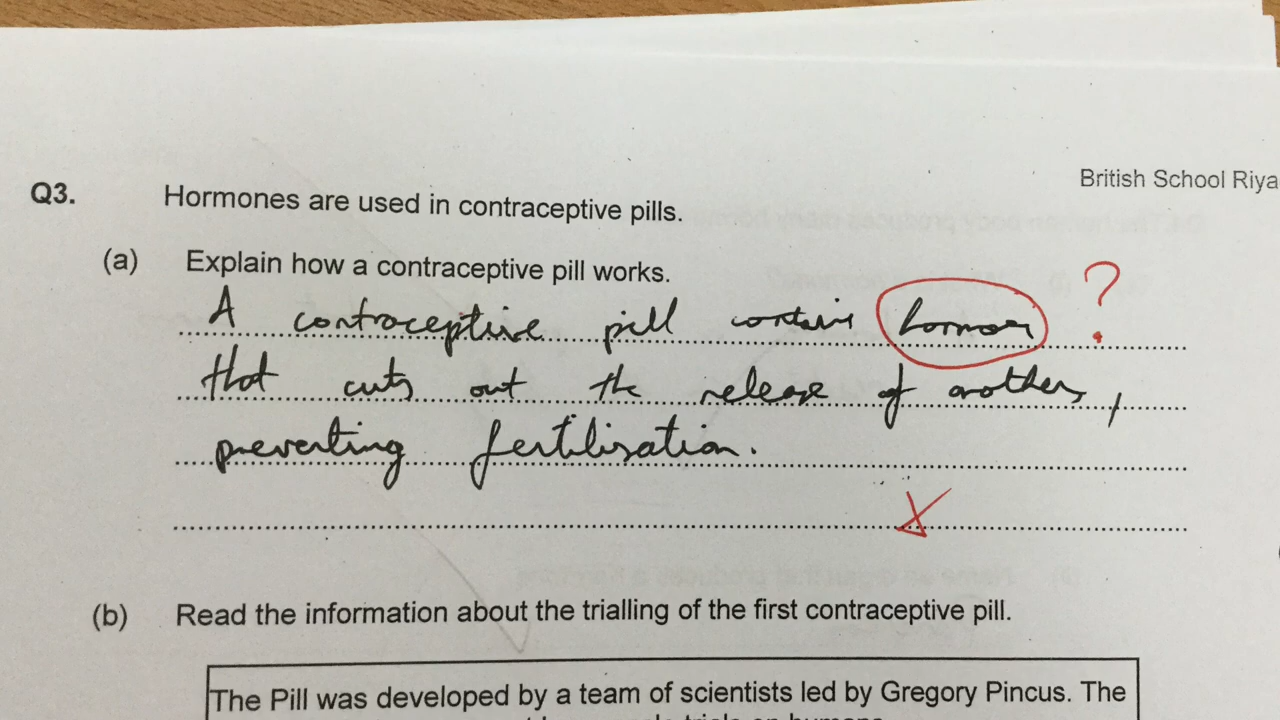 British School Riya
Q3. Hormones are used in contraceptive pills.
(a) Explain how a contraceptive pill works.
?
A contraceptive pill contains
that cuts out the release of another,
preventing fertilisation.
(b) Read the information about the trialling of the first contraceptive pill.
The Pill was developed by a team of scientists led by Gregory Pincus. The